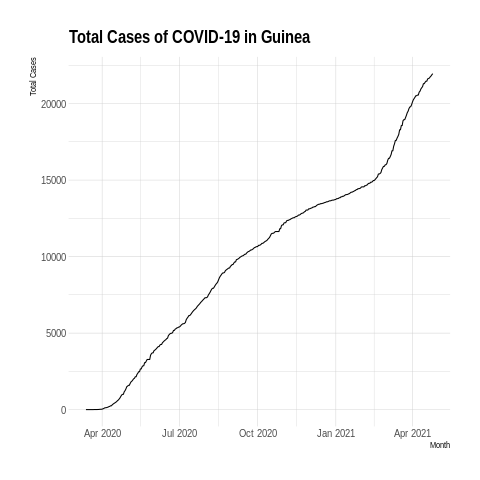 Total Cases of COVID-19 in Guinea
Total Cases
20000
15000
10000
5000
0
Apr 2020 Jul 2020 Oct 2020 Jan 2021 Apr 2021
Month